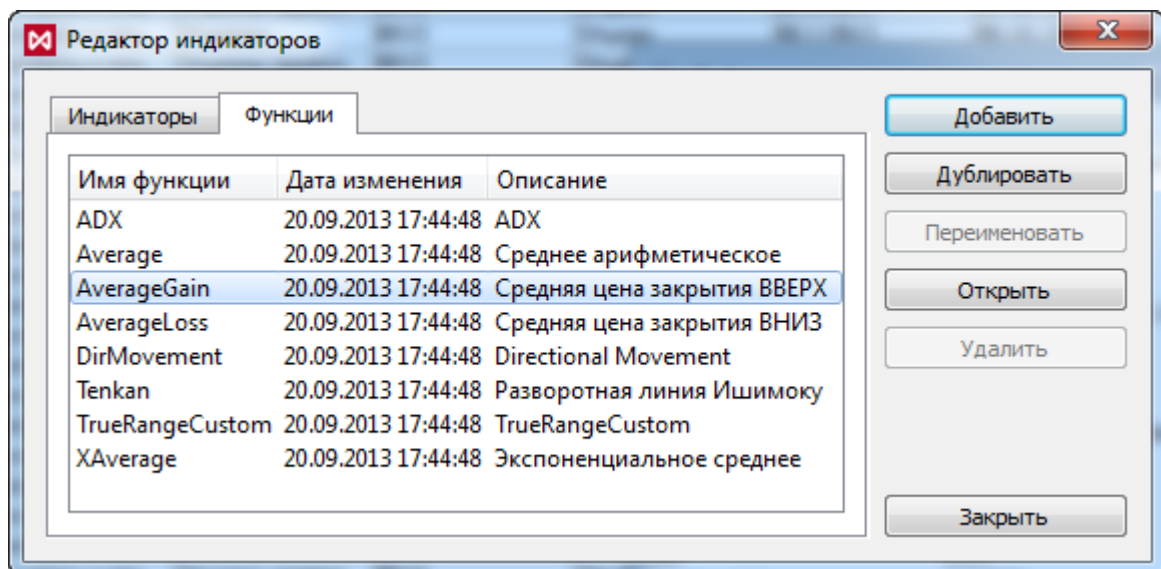 Редактор индикаторов
Индикаторы Функции
Имя функции Дата изменения Описание
ADX 20.09.2013 17:44:48 ADX
Average 20.09.2013 17:44:48 Среднее арифметическое
AverageGain 20.09.2013 17:44:48 Средняя цена закрытия ВВЕРХ
AverageLoss 20.09.2013 17:44:48 Средняя цена закрытия ВНИЗ
DirMovement 20.09.2013 17:44:48 Directional Movement
Tenkan 20.09.2013 17:44:48 Разворотная линия Ишимоку
TrueRangeCustom 20.09.2013 17:44:48 TrueRangeCustom
XAverage 20.09.2013 17:44:48 Экспоненциальное среднее
Добавить
Дублировать
Переименовать
Открыть
Удалить
Закрыть